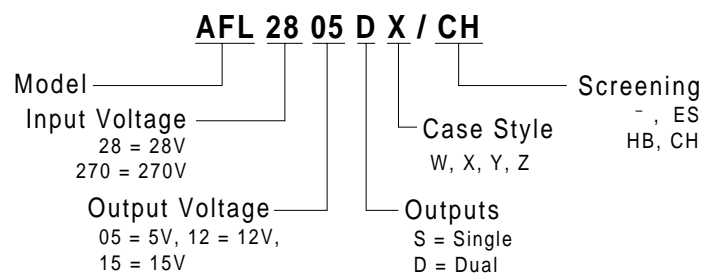 AFL 28 05 D X / CH
Model
Input Voltage
28 = 28V
270 = 270V
Output Voltage
05 = 5V, 12 = 12V,
15 = 15V
Case Style
W, X, Y, Z
Outputs
S = Single
D = Dual
Screening
– , ES
HB, CH